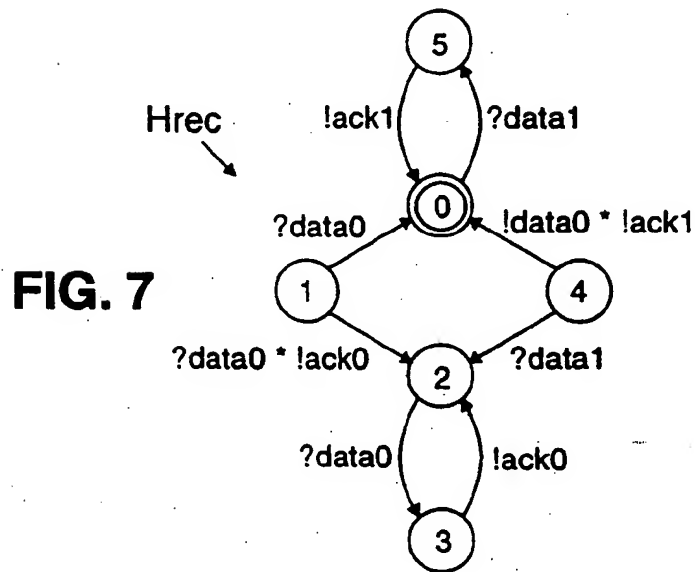 5
Hrec
!ack1
?data1
0
?data0
!data0 * !ack1
FIG. 7
1
4
?data0 * !ack0
2
?data1
?data0
!ack0
3